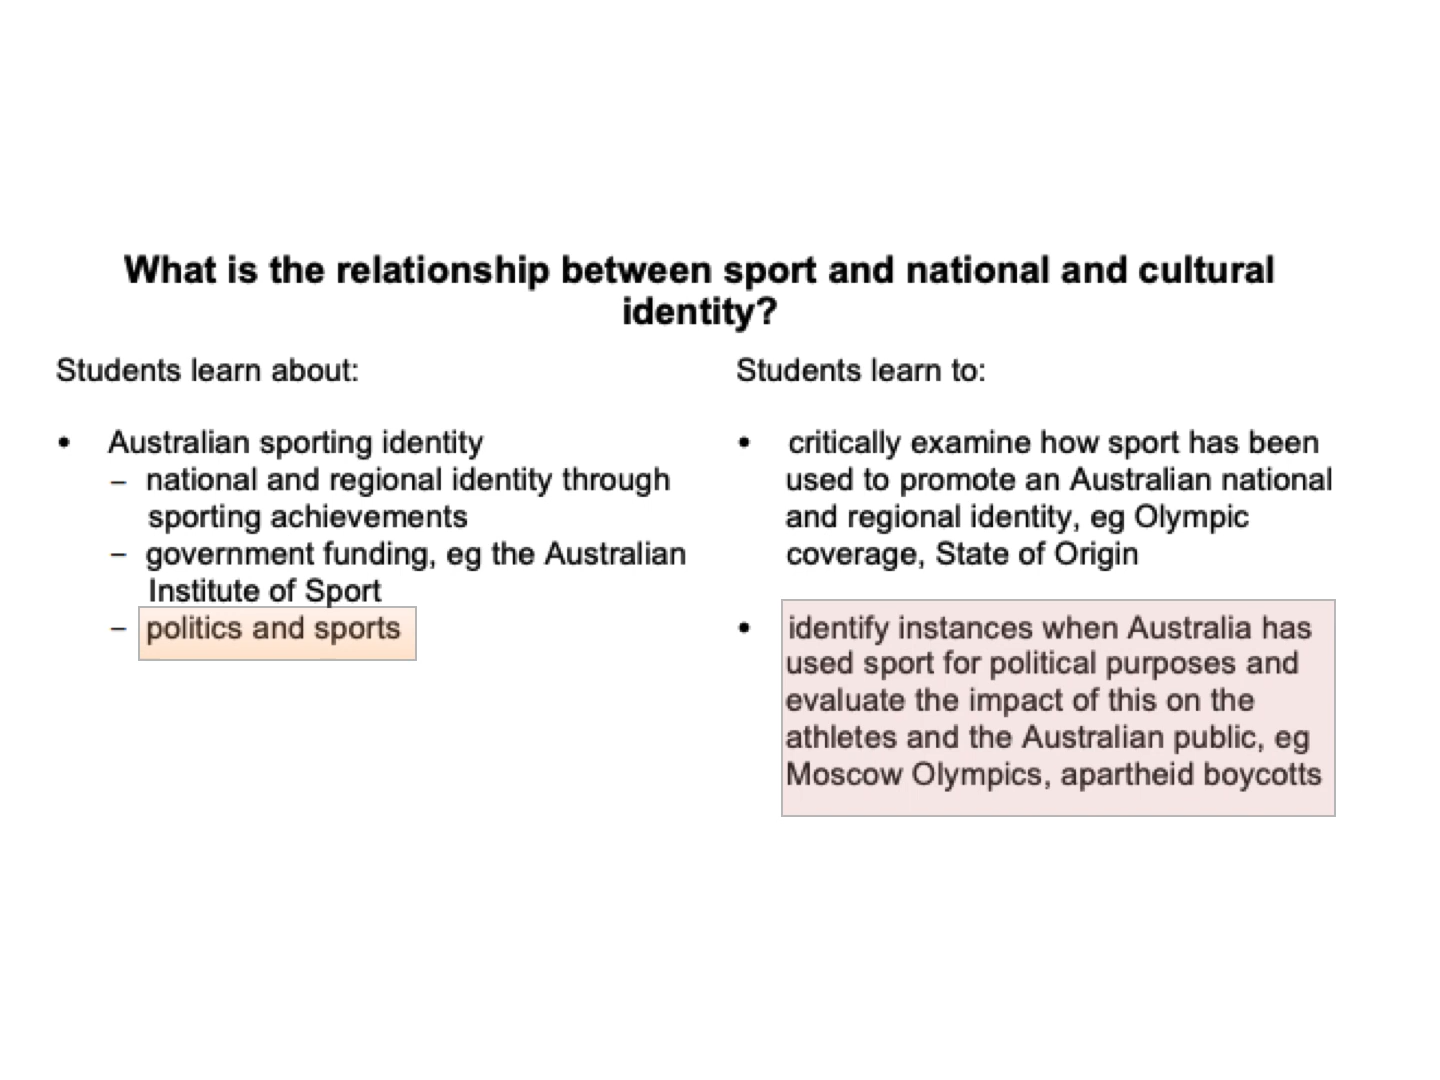 What is the relationship between sport and national and cultural
identity?
Students learn about:
• Australian sporting identity
– national and regional identity through
sporting achievements
– government funding, eg the Australian
Institute of Sport
– politics and sports
Students learn to:
• critically examine how sport has been
used to promote an Australian national
and regional identity, eg Olympic
coverage, State of Origin
• identify instances when Australia has
used sport for political purposes and
evaluate the impact of this on the
athletes and the Australian public, eg
Moscow Olympics, apartheid boycotts